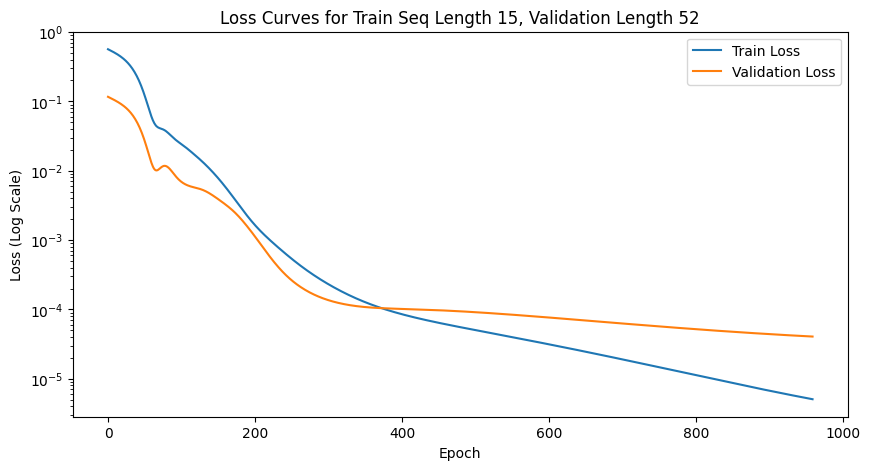 Loss Curves for Train Seq Length 15, Validation Length 52
Train Loss
Validation Loss
Loss (Log Scale)
10⁰
10⁻¹
10⁻²
10⁻³
10⁻⁴
10⁻⁵
0 200 400 600 800 1000
Epoch